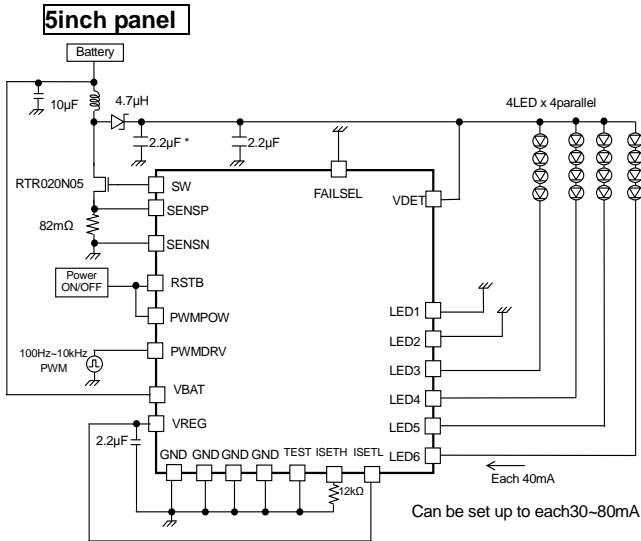 5inch panel
Battery
10µF
4.7µH
4LED x 4parallel
2.2µF *
2.2µF
RTR020N05
SW
FAILSEL
VDET
SENSP
82mΩ
SENSN
Power
ON/OFF
RSTB
PWMPOW
LED1
LED2
100Hz~10kHz
PWM
PWMDRV
LED3
VBAT
LED4
VREG
LED5
2.2µF
GND GND GND GND TEST ISETH ISETL
LED6
Each 40mA
12kΩ
Can be set up to each30~80mA